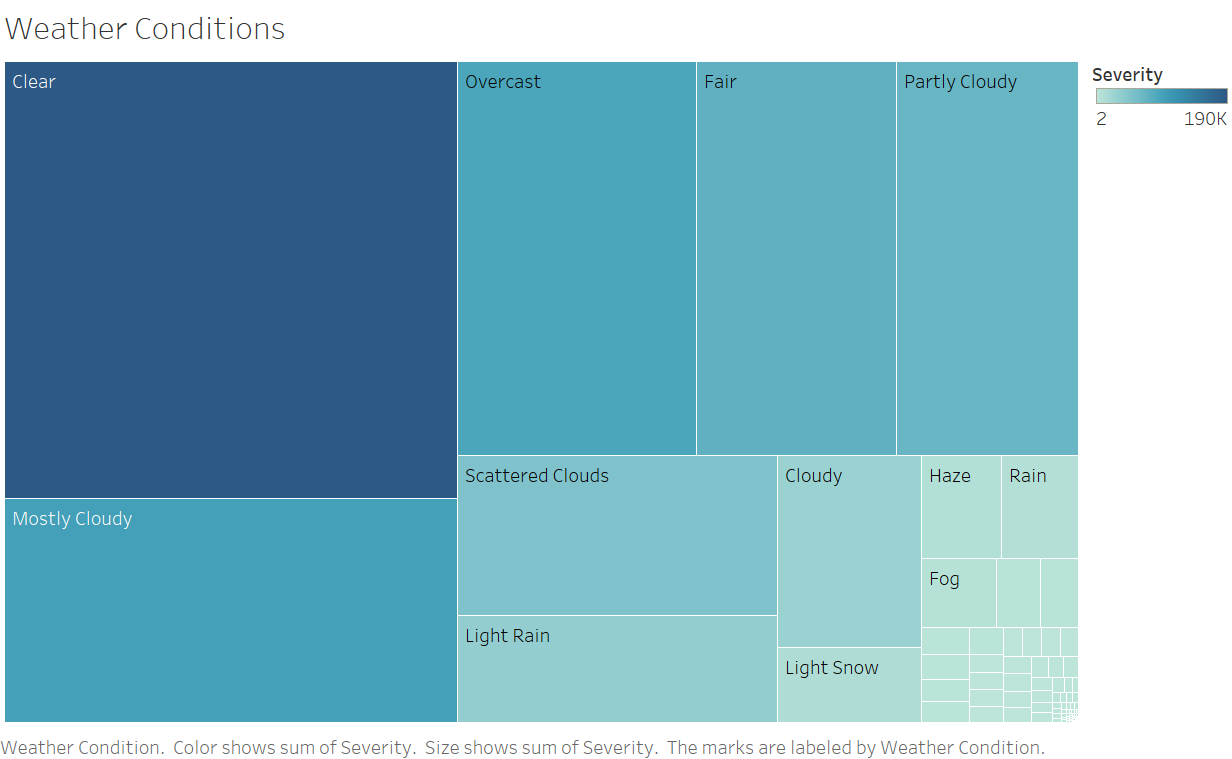 Weather Conditions
Clear
Overcast
Fair
Partly Cloudy
Severity
2
190K
Scattered Clouds
Cloudy
Haze
Rain
Mostly Cloudy
Fog
Light Rain
Light Snow
Weather Condition.  Color shows sum of Severity.  Size shows sum of Severity.  The marks are labeled by Weather Condition.